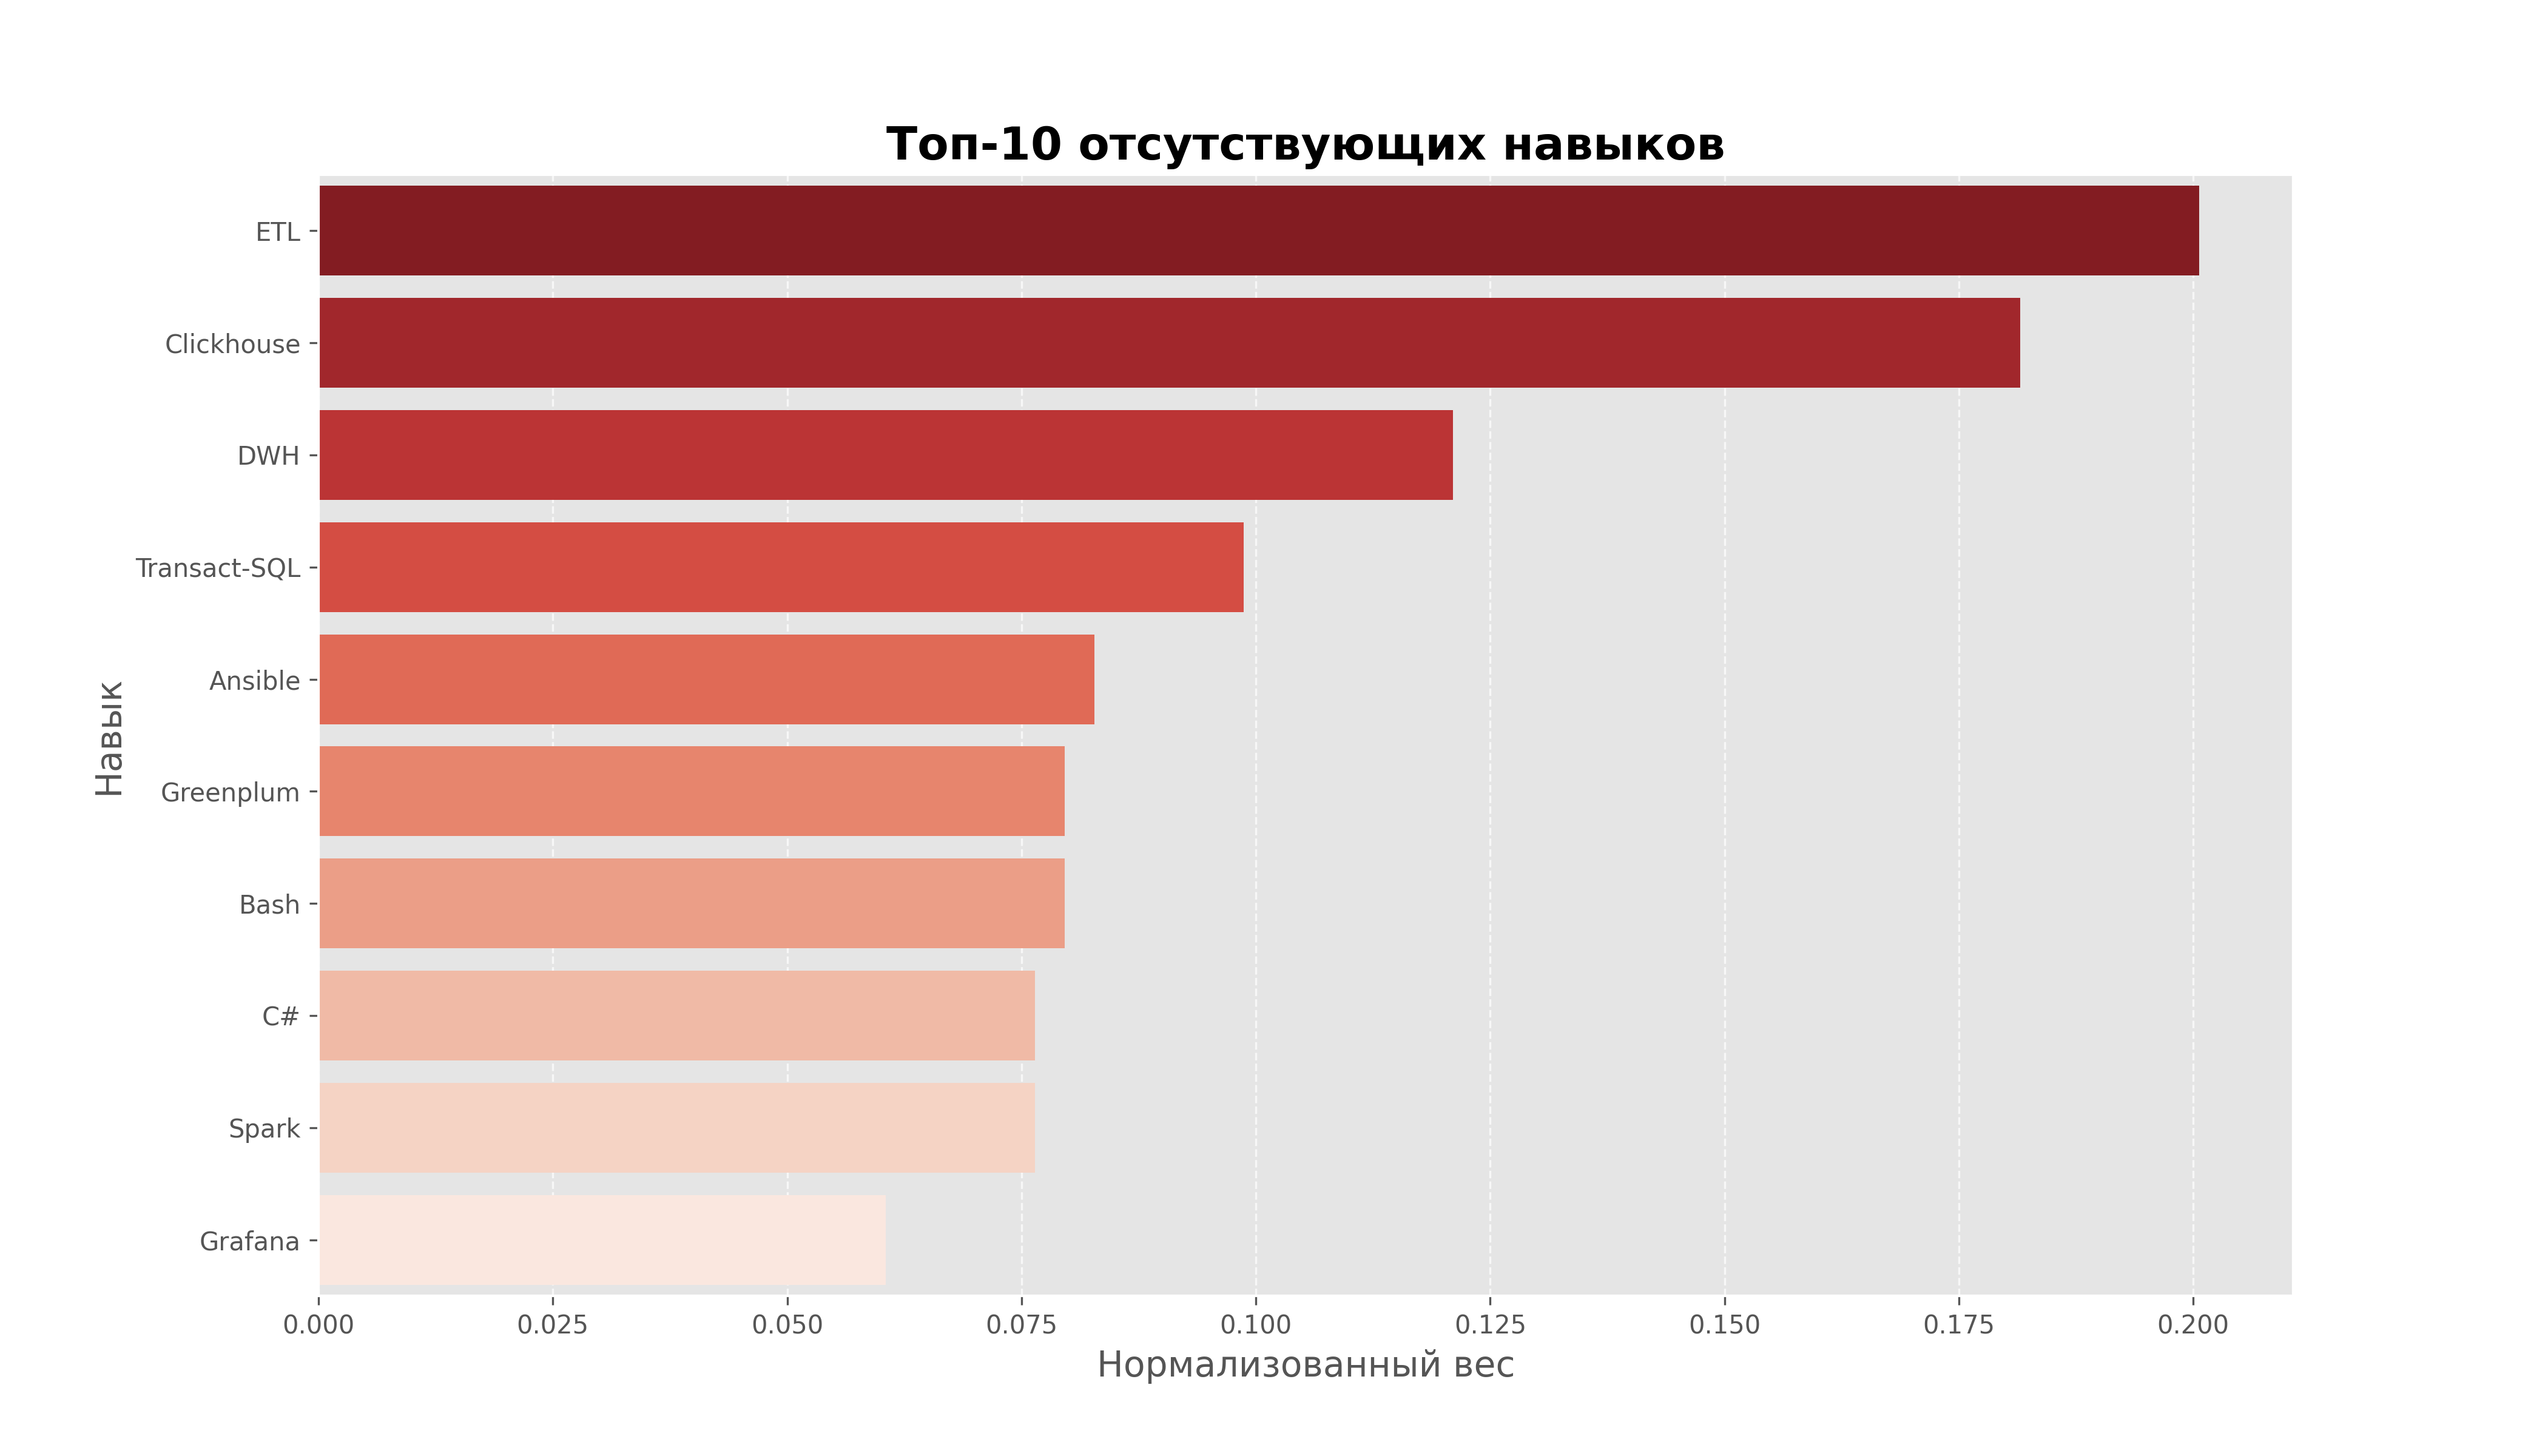 Топ-10 отсутствующих навыков
ETL
Clickhouse
DWH
Transact-SQL
Ansible
Greenplum
Bash
C#
Spark
Grafana
Навык
0.000 0.025 0.050 0.075 0.100 0.125 0.150 0.175 0.200
Нормализованный вес